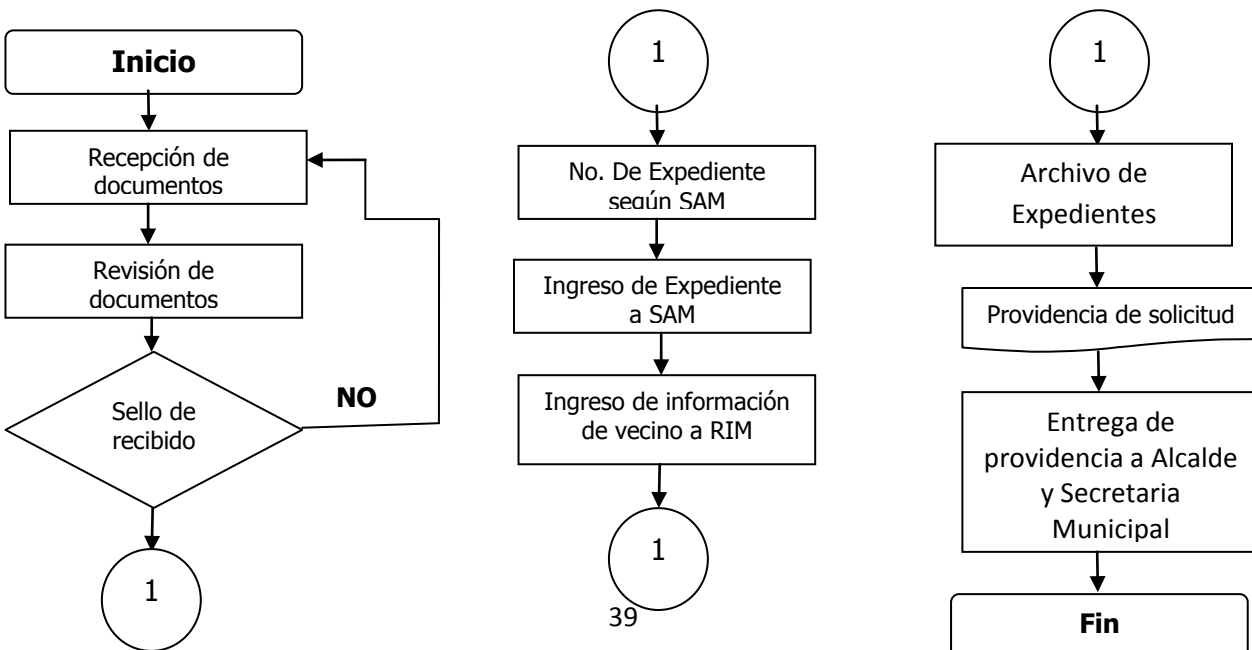 Inicio
Recepción de
documentos
Revisión de
documentos
Sello de
recibido
NO
1
1
No. De Expediente
según SAM
Ingreso de Expediente
a SAM
Ingreso de información
de vecino a RIM
1
39
1
Archivo de
Expedientes
Providencia de solicitud
Entrega de
providencia a Alcalde
y Secretaria
Municipal
Fin